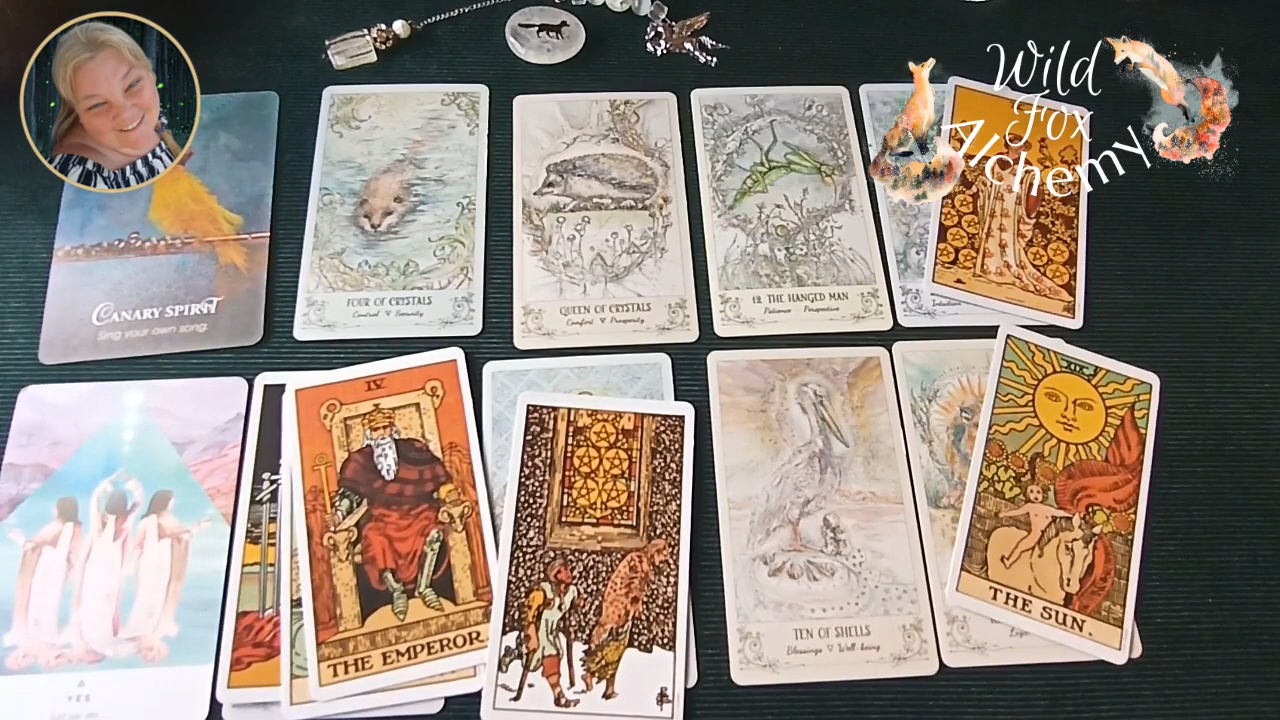 Wild
Fox
Alchemy
CANARY SPIRIT
Sing your own song.
FOUR OF CRYSTALS
Control ▽ Security
QUEEN OF CRYSTALS
Comfort ▽ Prosperity
12 THE HANGED MAN
Patience Perspective
IV
THE EMPEROR.
TEN OF SHELLS
Blessings ▽ Well-being
XIX
THE SUN.
YES